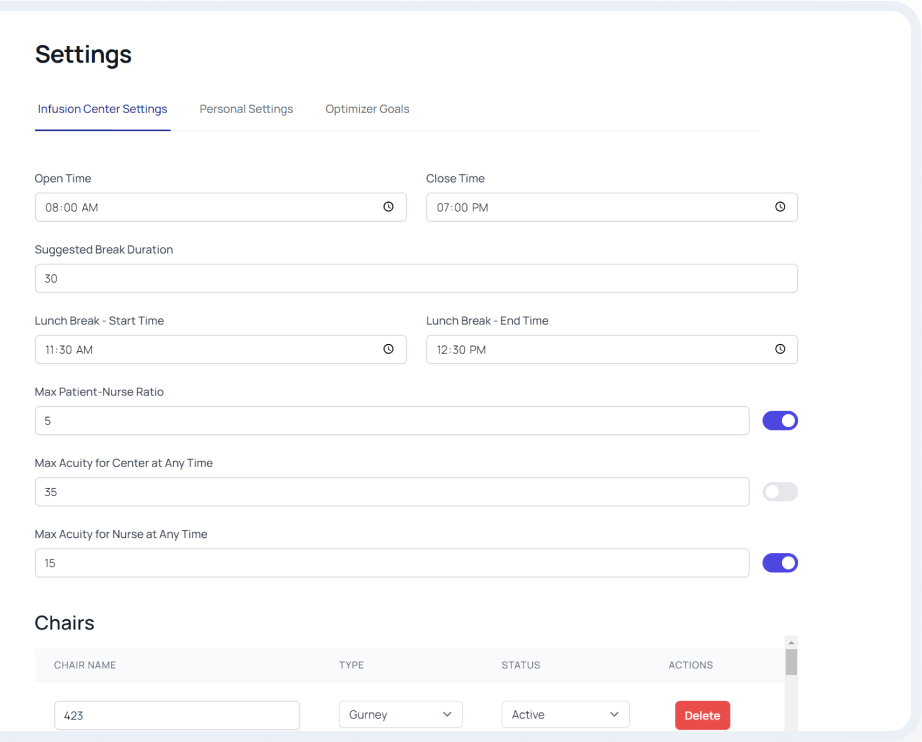 Settings
Infusion Center Settings Personal Settings Optimizer Goals
Open Time Close Time
08:00 AM 07:00 PM
Suggested Break Duration
30
Lunch Break - Start Time Lunch Break - End Time
11:30 AM 12:30 PM
Max Patient-Nurse Ratio
5
Max Acuity for Center at Any Time
35
Max Acuity for Nurse at Any Time
15
Chairs
CHAIR NAME TYPE STATUS ACTIONS
423 Gurney Active Delete